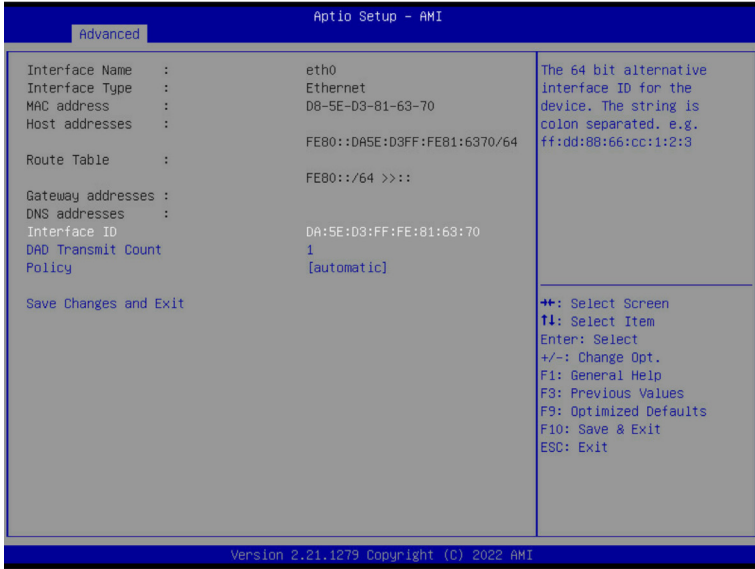 Aptio Setup – AMI
Advanced
Interface Name : eth0
Interface Type : Ethernet
MAC address : D8-5E-D3-81-63-70
Host addresses :
FE80::DA5E:D3FF:FE81:6370/64
Route Table :
FE80::/64 >>::
Gateway addresses :
DNS addresses :
Interface ID DA:5E:D3:FF:FE:81:63:70
DAD Transmit Count 1
Policy [automatic]
Save Changes and Exit
The 64 bit alternative
interface ID for the
device. The string is
colon separated. e.g.
ff:dd:88:66:cc:1:2:3
→←: Select Screen
↑↓: Select Item
Enter: Select
+/-: Change Opt.
F1: General Help
F3: Previous Values
F9: Optimized Defaults
F10: Save & Exit
ESC: Exit
Version 2.21.1279 Copyright (C) 2022 AMI